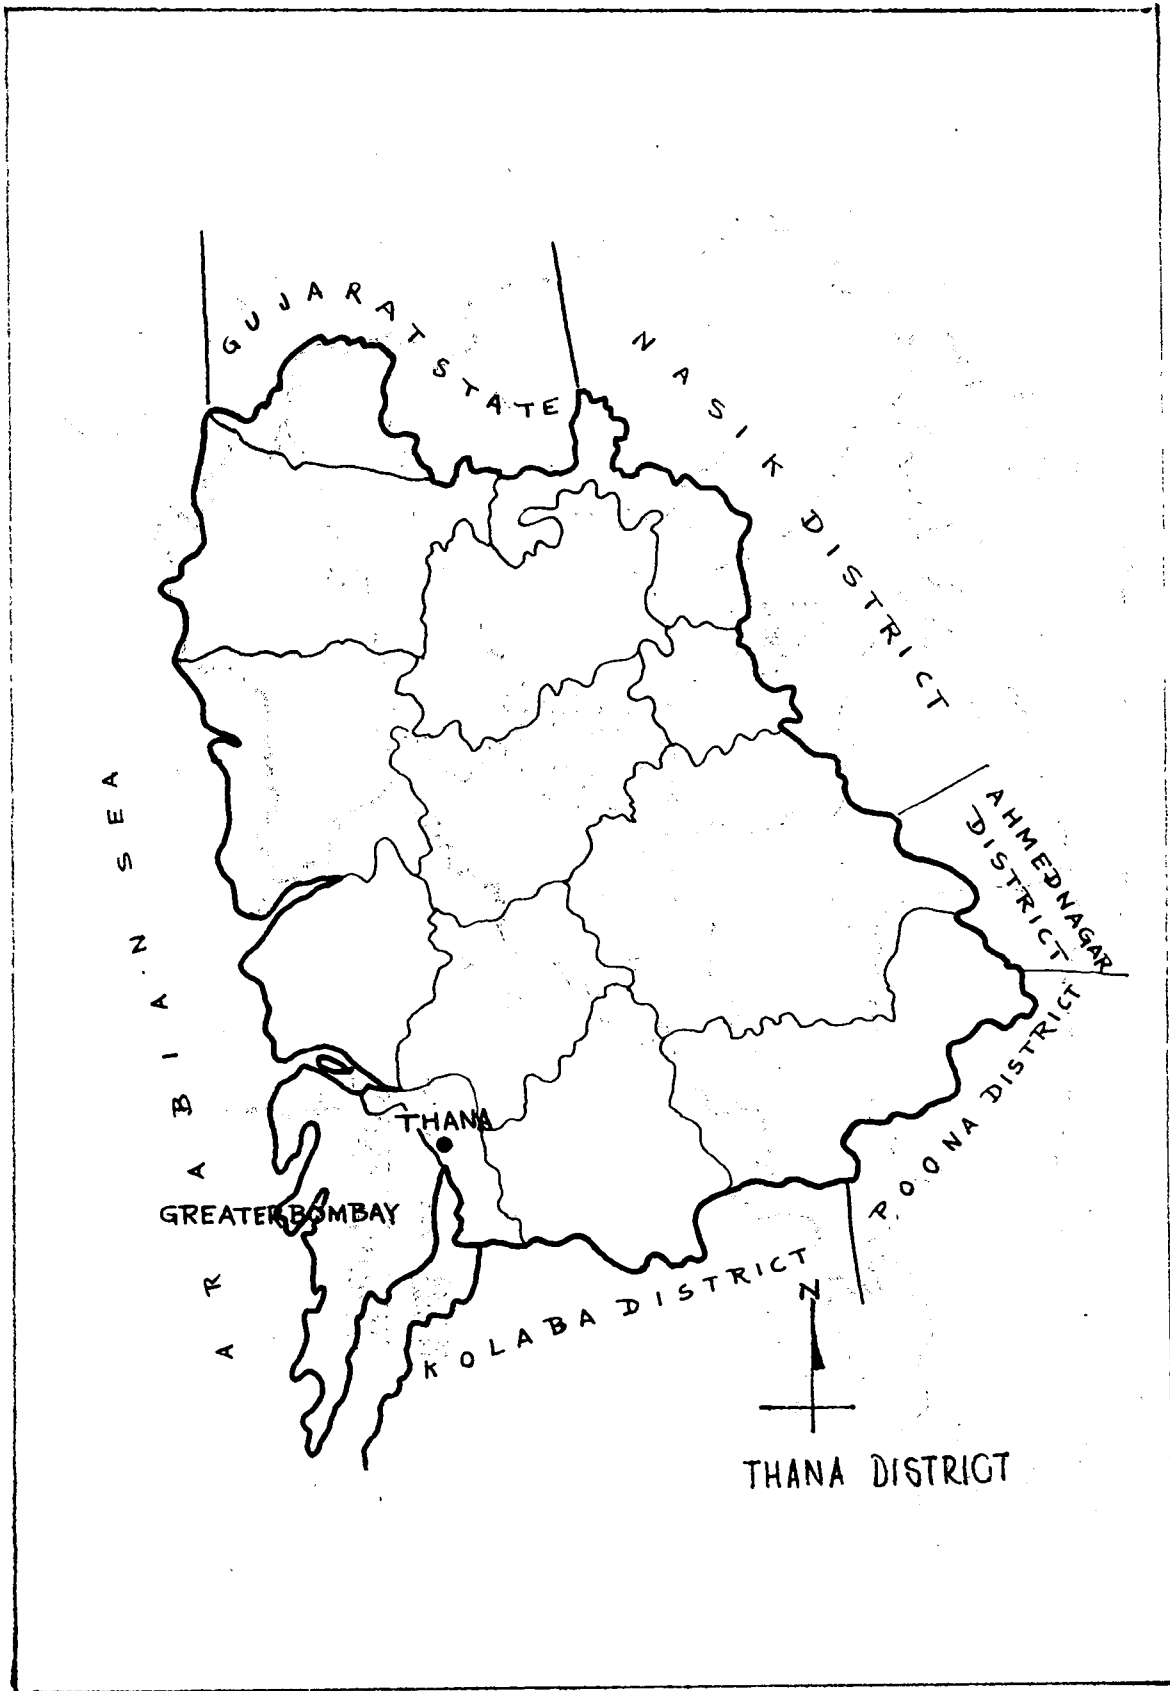 GUJARAT STATE
NASIK DISTRICT
AHMEDNAGAR
DISTRICT
ARABIAN SEA
POONA DISTRICT
THANA
GREATER BOMBAY
KOLABA DISTRICT
N
THANA DISTRICT